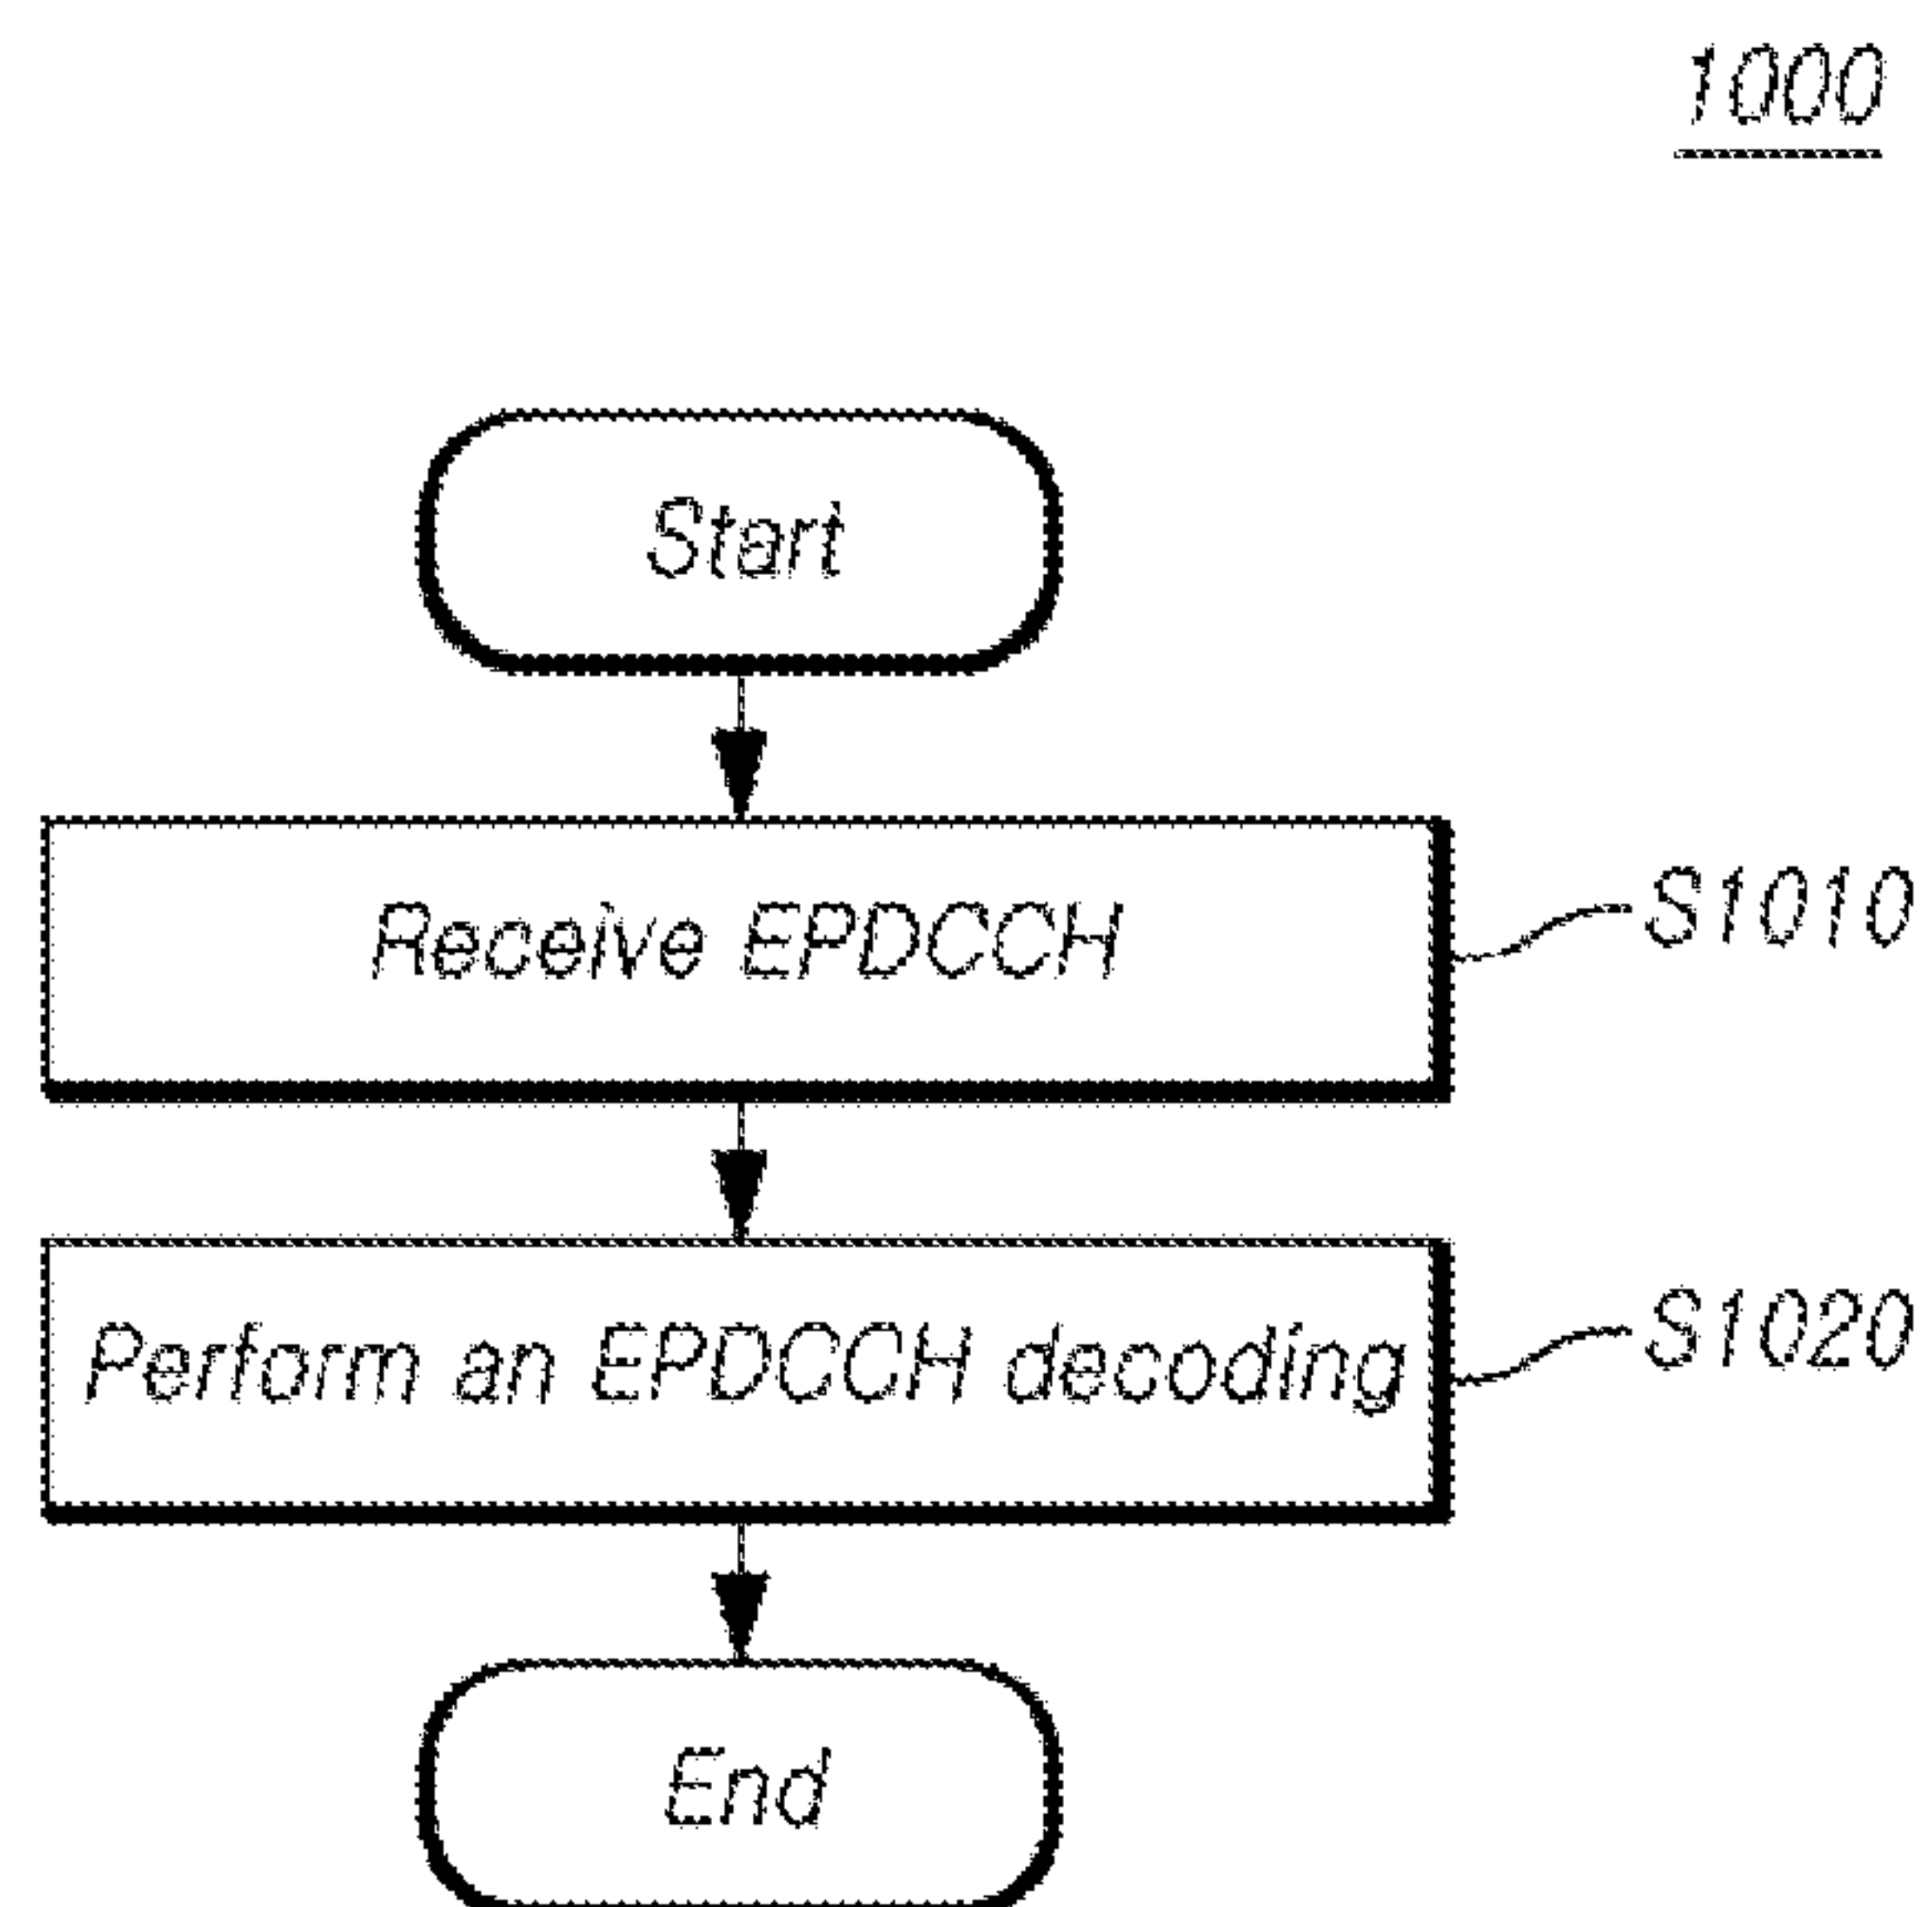 1000
Start
Receive EPDCCH
S1010
Perform an EPDCCH decoding
S1020
End